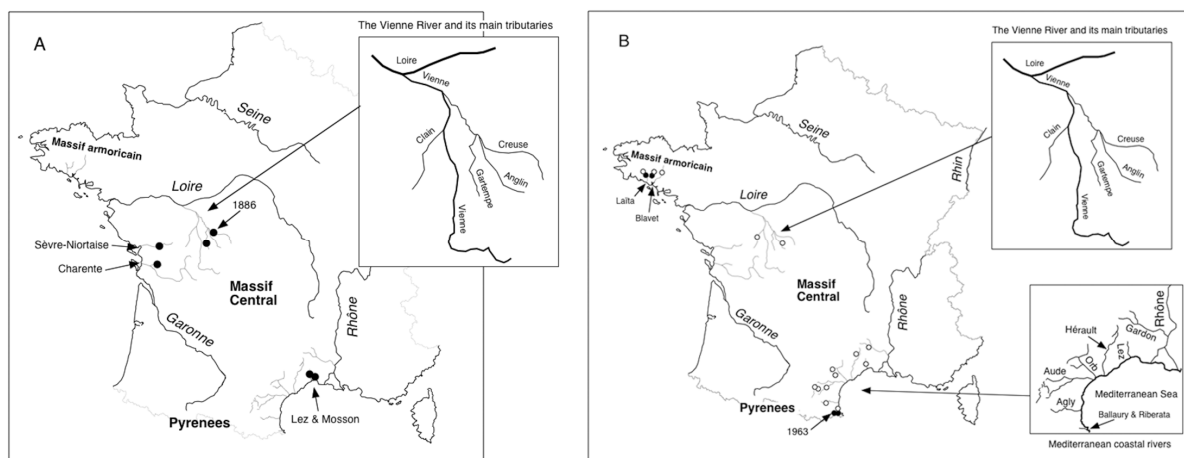 A
The Vienne River and its main tributaries
Loire
Vienne
Clain
Creuse
Anglin
Gartempe
Vienne
Seine
Massif armoricain
Loire
1886
Sèvre-Niortaise
Charente
Massif
Central
Garonne
Rhône
Pyrenees
Lez & Mosson
B
The Vienne River and its main tributaries
Loire
Vienne
Clain
Creuse
Anglin
Gartempe
Vienne
Seine
Massif armoricain
Rhin
Laïta
Blavet
Loire
Massif
Central
Garonne
Rhône
Pyrenees
1963
Rhône
Hérault
Gardon
Lez
Orb
Aude
Agly
Mediterranean Sea
Ballaury & Riberata
Mediterranean coastal rivers